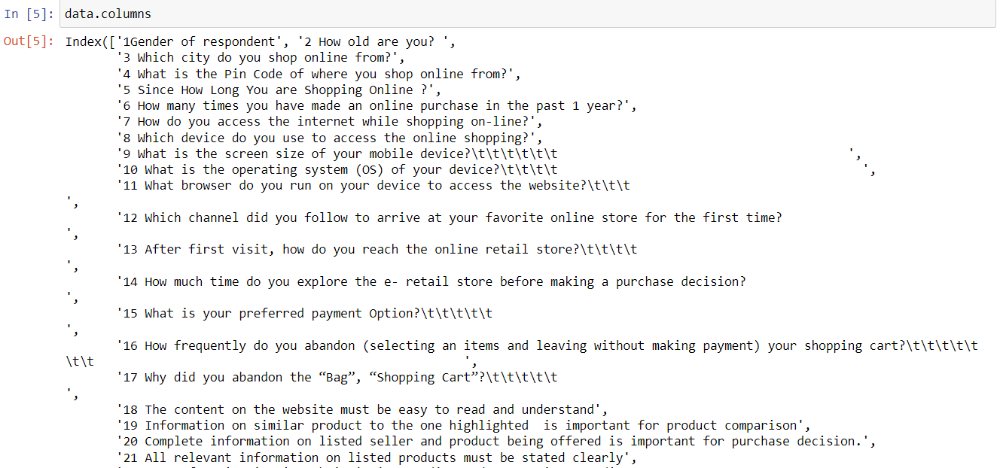 In [5]: data.columns
Out[5]: Index(['1Gender of respondent', '2 How old are you? ',
'3 Which city do you shop online from?',
'4 What is the Pin Code of where you shop online from?',
'5 Since How Long You are Shopping Online ?',
'6 How many times you have made an online purchase in the past 1 year?',
'7 How do you access the internet while shopping on-line?',
'8 Which device do you use to access the online shopping?',
'9 What is the screen size of your mobile device?\t\t\t\t\t\t                                        ',
'10 What is the operating system (OS) of your device?\t\t\t\t                                          ',
'11 What browser do you run on your device to access the website?\t\t\t
',
'12 Which channel did you follow to arrive at your favorite online store for the first time?
',
'13 After first visit, how do you reach the online retail store?\t\t\t\t
',
'14 How much time do you explore the e- retail store before making a purchase decision?
',
'15 What is your preferred payment Option?\t\t\t\t\t
',
'16 How frequently do you abandon (selecting an items and leaving without making payment) your shopping cart?\t\t\t\t\t
\t\t                                                   ',
'17 Why did you abandon the “Bag”, “Shopping Cart”?\t\t\t\t\t
',
'18 The content on the website must be easy to read and understand',
'19 Information on similar product to the one highlighted  is important for product comparison',
'20 Complete information on listed seller and product being offered is important for purchase decision.',
'21 All relevant information on listed products must be stated clearly',